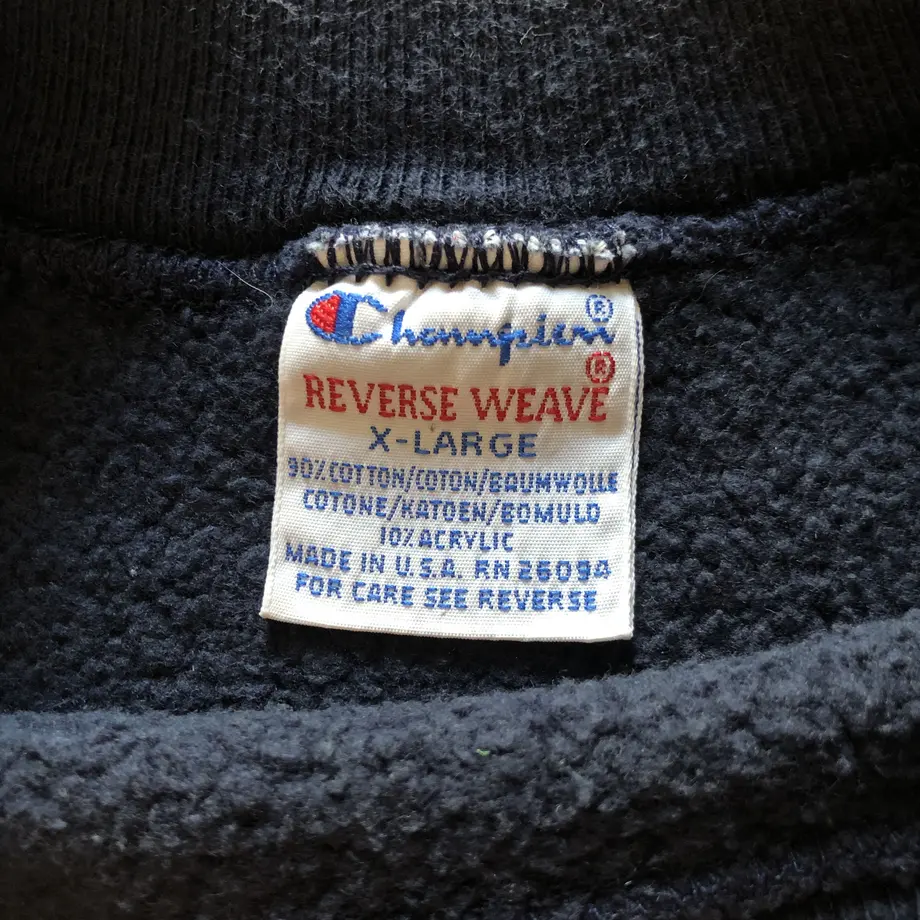 Champion®
REVERSE WEAVE®
X-LARGE
90% COTTON/COTON/BAUMWOLLE
COTONE/KATOEN/BOMULD
10% ACRYLIC
MADE IN U.S.A. RN 26094
FOR CARE SEE REVERSE